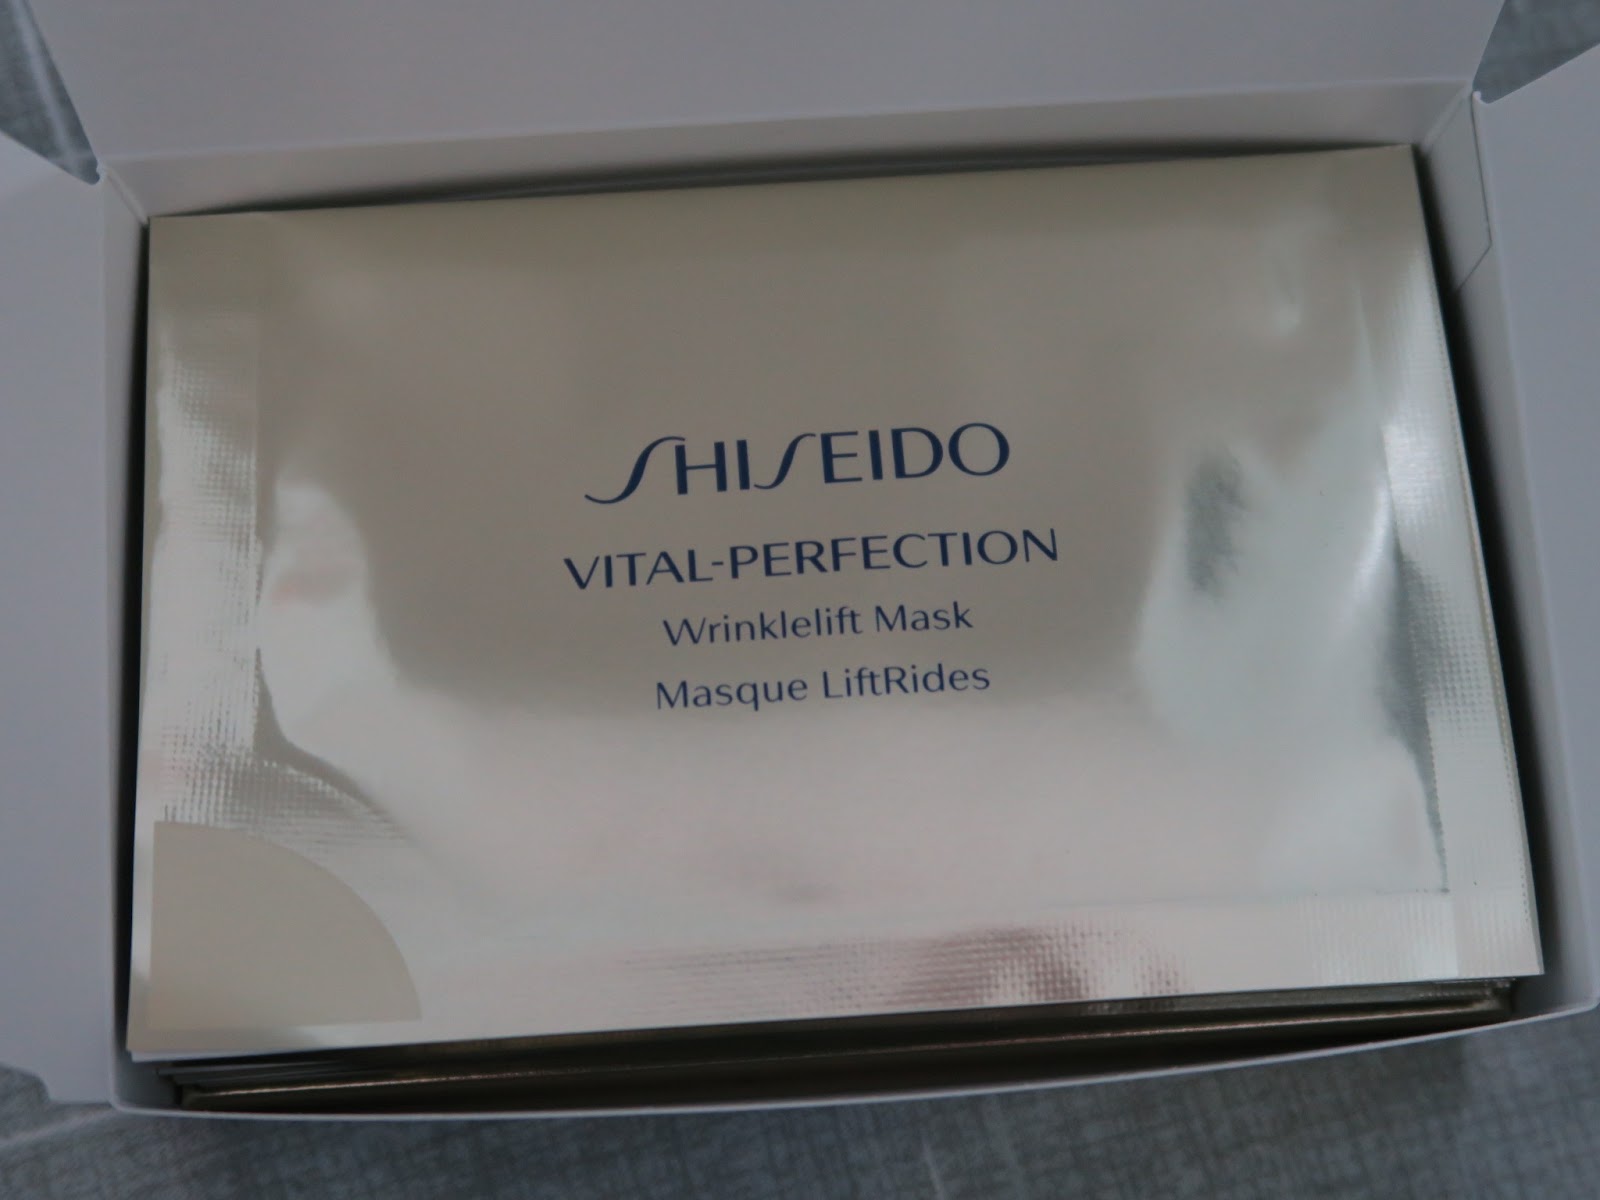 SHISEIDO
VITAL-PERFECTION
Wrinklelift Mask
Masque LiftRides